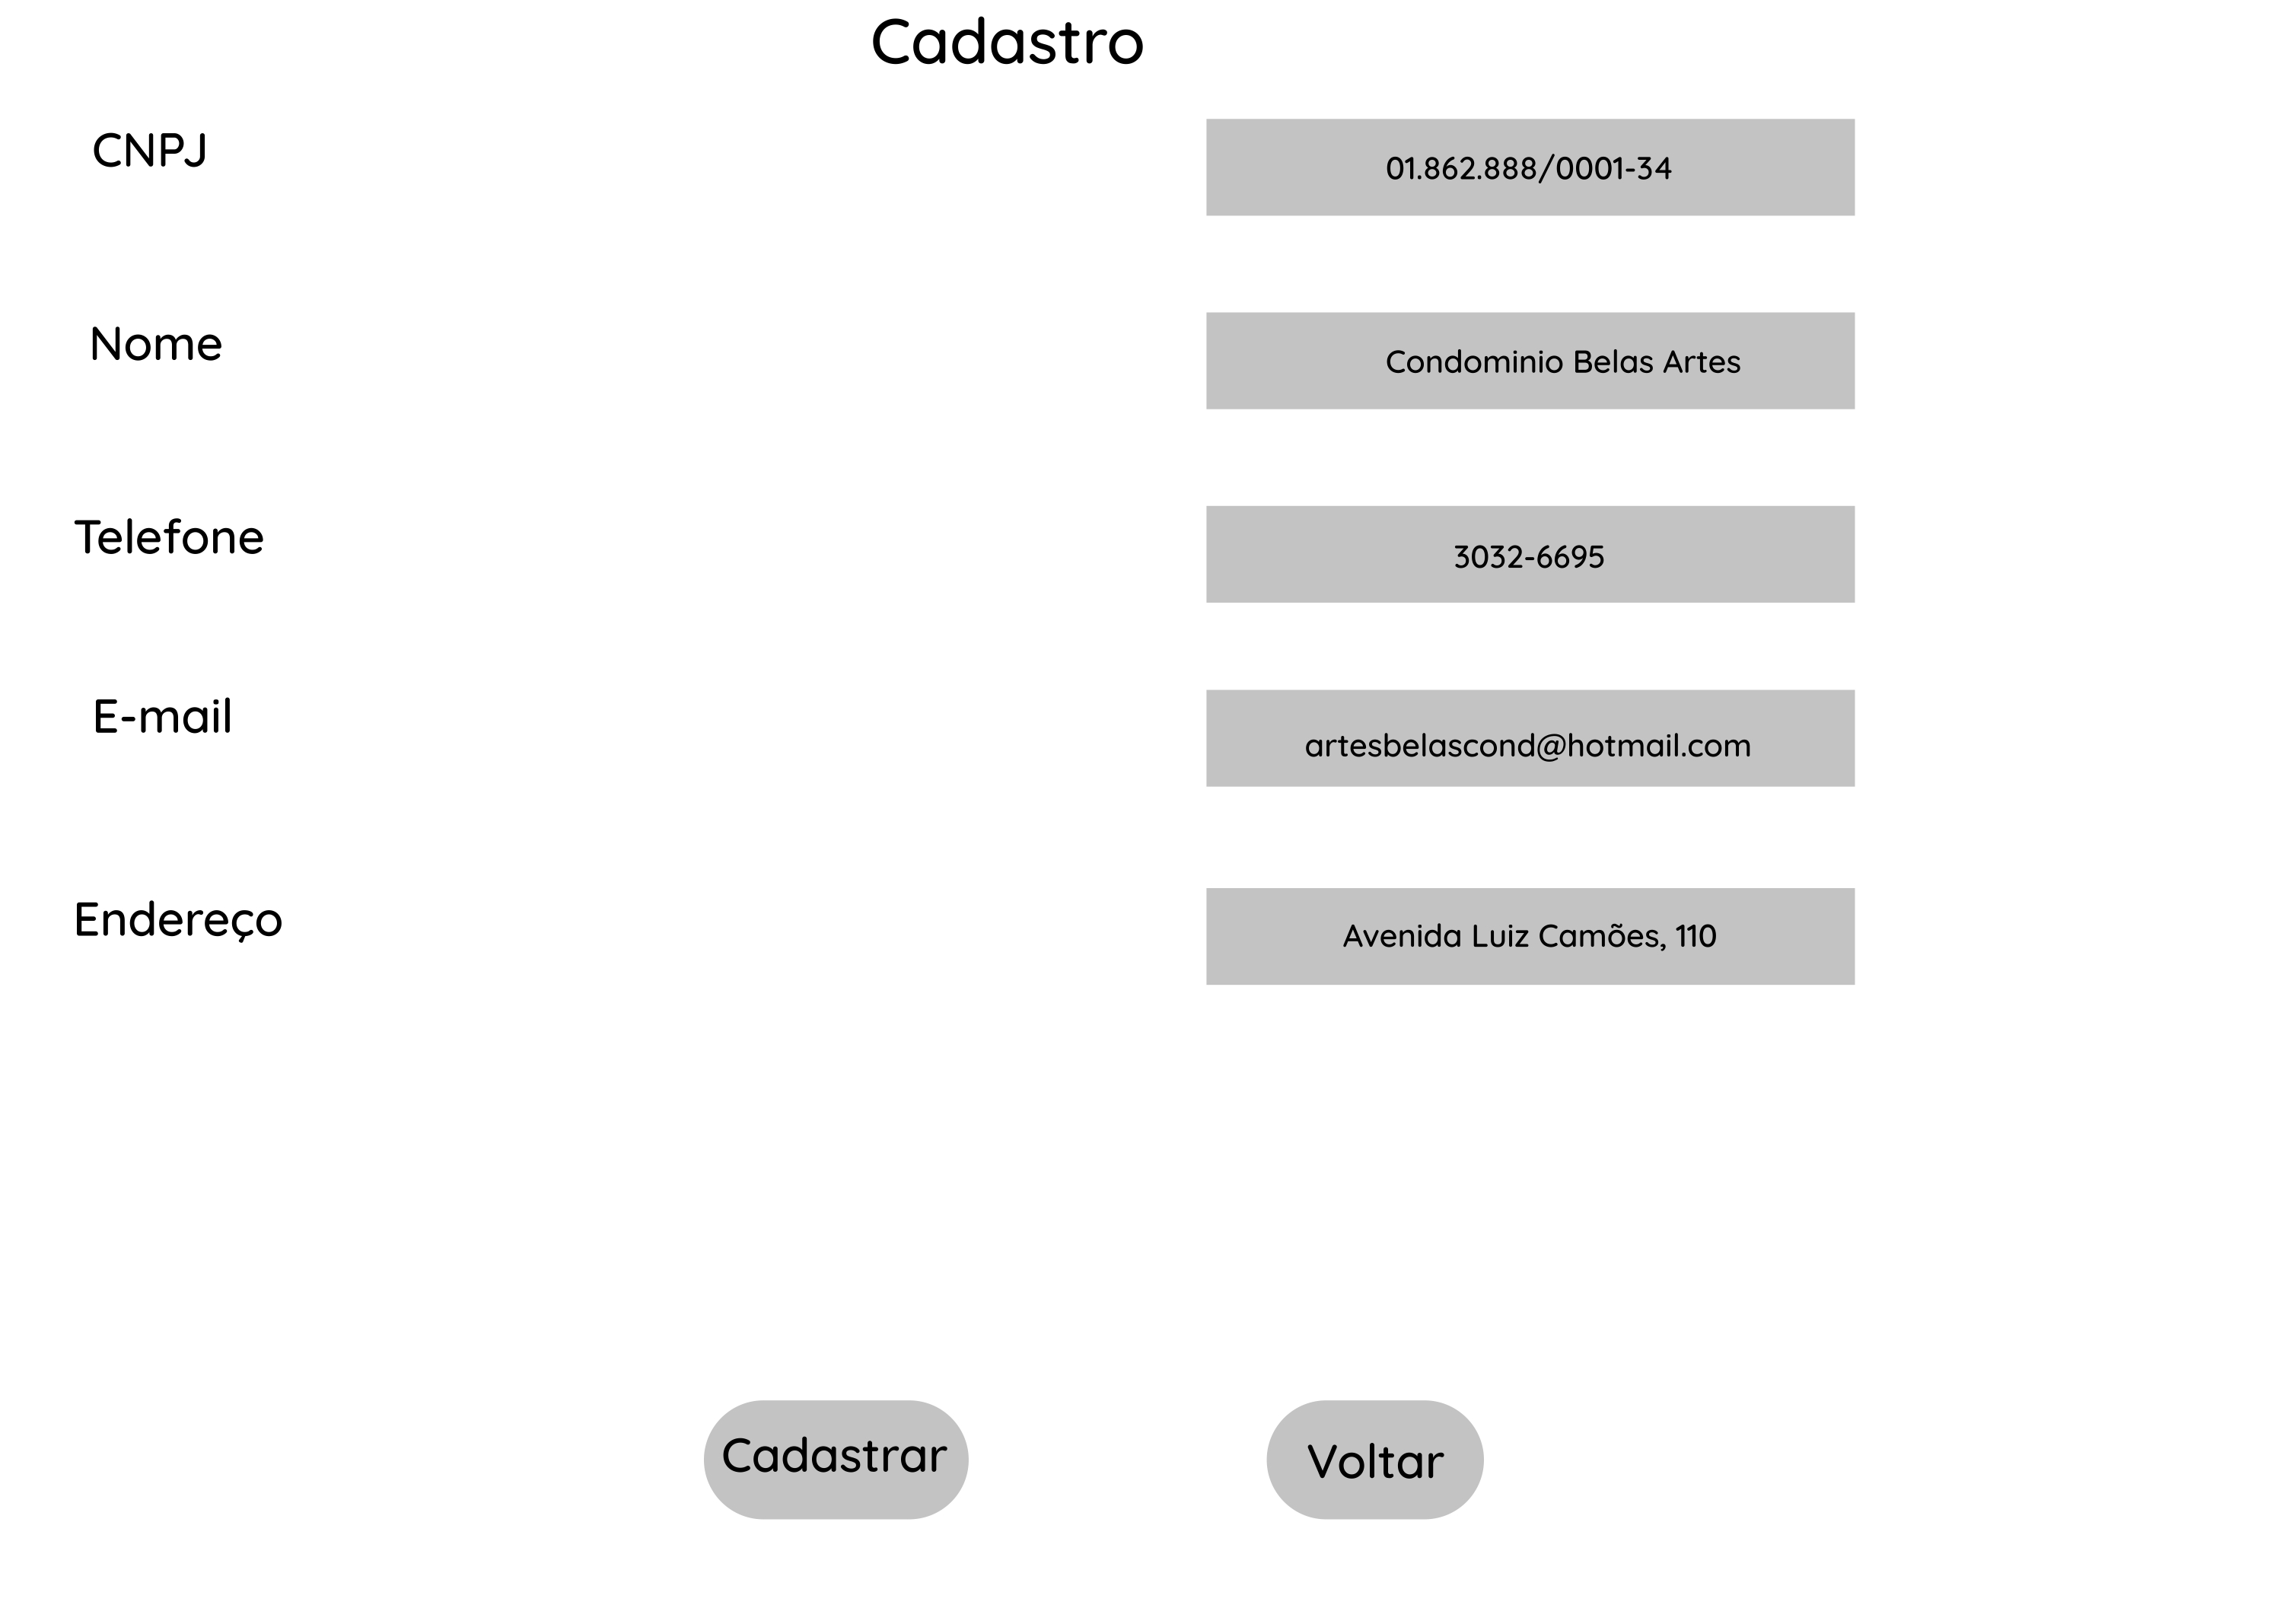 Cadastro
CNPJ
01.862.888/0001-34
Nome
Condominio Belas Artes
Telefone
3032-6695
E-mail
artesbelascond@hotmail.com
Endereço
Avenida Luiz Camões, 110
Cadastrar
Voltar